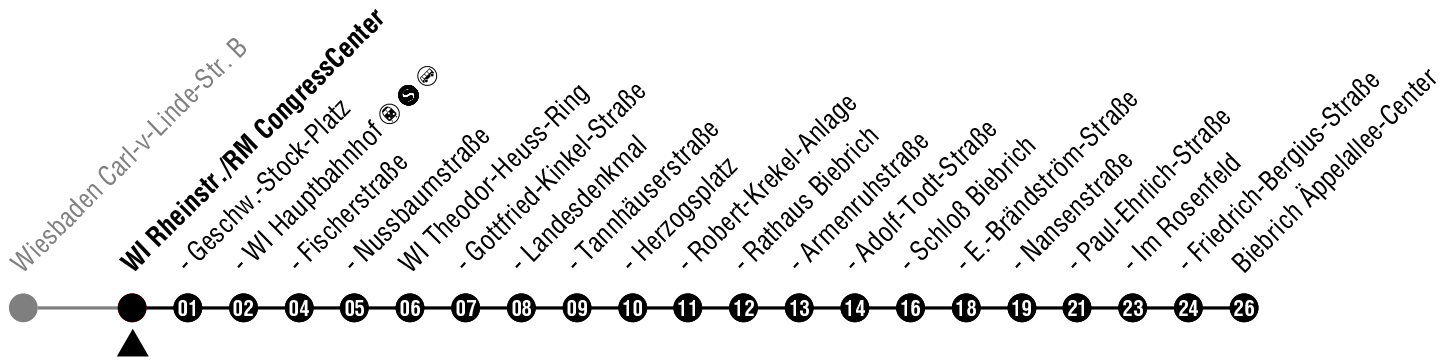 Wiesbaden Carl-v-Linde-Str. B
WI Rheinstr./RM CongressCenter
- Geschw.-Stock-Platz
- WI Hauptbahnhof S
- Fischerstraße
- Nussbaumstraße
WI Theodor-Heuss-Ring
- Gottfried-Kinkel-Straße
- Landesdenkmal
- Tannhäuserstraße
- Herzogsplatz
- Robert-Krekel-Anlage
- Rathaus Biebrich
- Armenruhstraße
- Adolf-Todt-Straße
- Schloß Biebrich
- E.-Brändström-Straße
- Nansenstraße
- Paul-Ehrlich-Straße
- Im Rosenfeld
- Friedrich-Bergius-Straße
Biebrich Äppelallee-Center
01 02 04 05 06 07 08 09 10 11 12 13 14 16 18 19 21 23 24 26